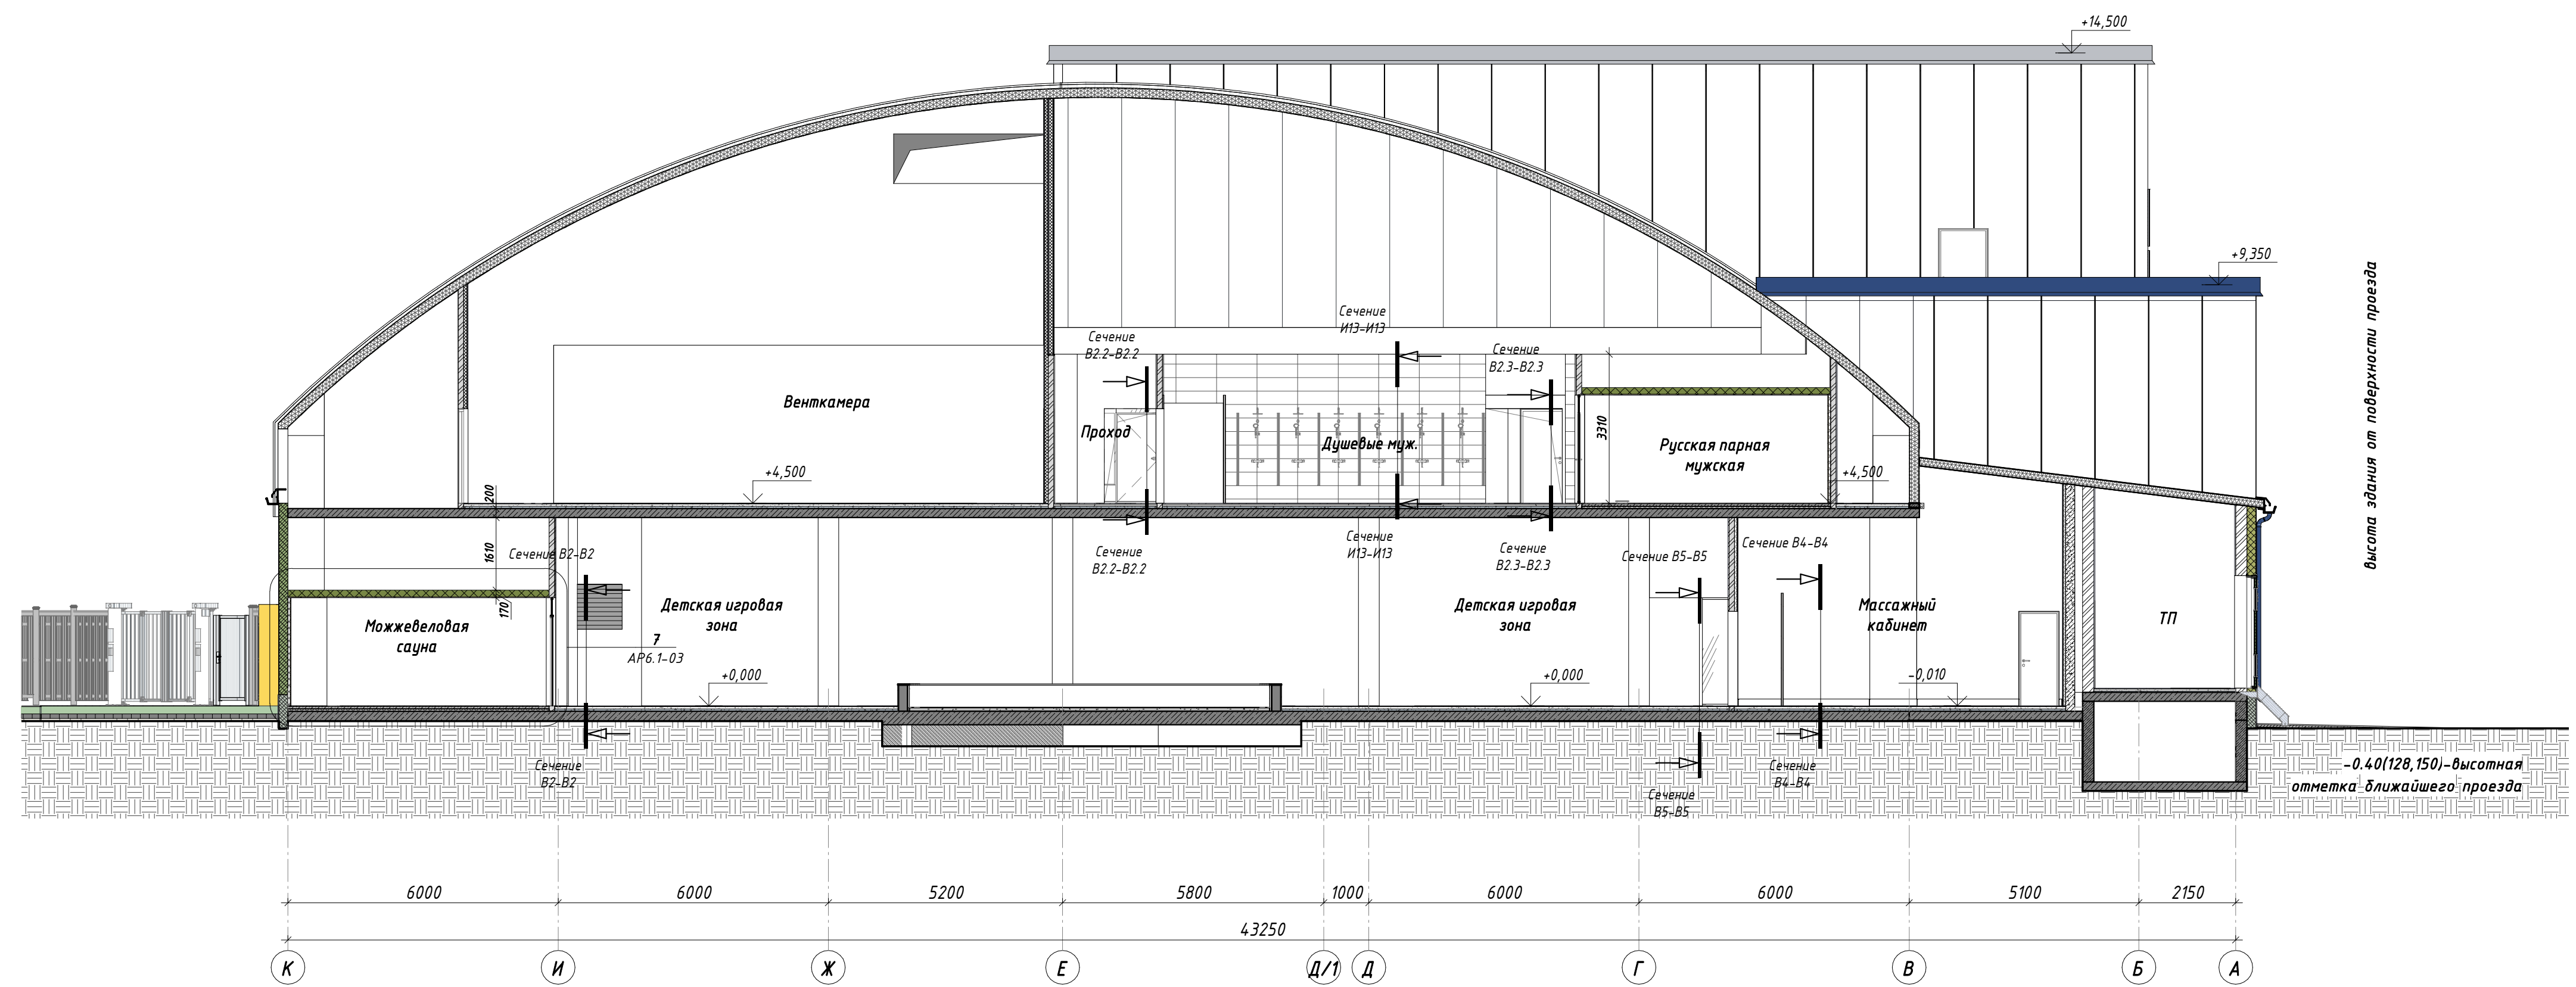 +14,500
+9,350
высота здания от поверхности проезда
Сечение
И13-И13
Сечение
В2.2-В2.2
Сечение
В2.3-В2.3
Венткамера
Проход
Душевые муж.
3310
Русская парная
мужская
+4,500
+4,500
200
1610
170
Сечение В2-В2
Сечение
В2.2-В2.2
Сечение
И13-И13
Сечение
В2.3-В2.3
Сечение В5-В5
Сечение В4-В4
Можжевеловая
сауна
Детская игровая
зона
7
АР6.1-03
Детская игровая
зона
Массажный
кабинет
ТП
+0,000
+0,000
-0,010
Сечение
В2-В2
Сечение
В5-В5
Сечение
В4-В4
-0.40(128,150)-высотная
отметка ближайшего проезда
6000
6000
5200
5800
1000
6000
6000
5100
2150
43250
К
И
Ж
Е
Д/1
Д
Г
В
Б
А